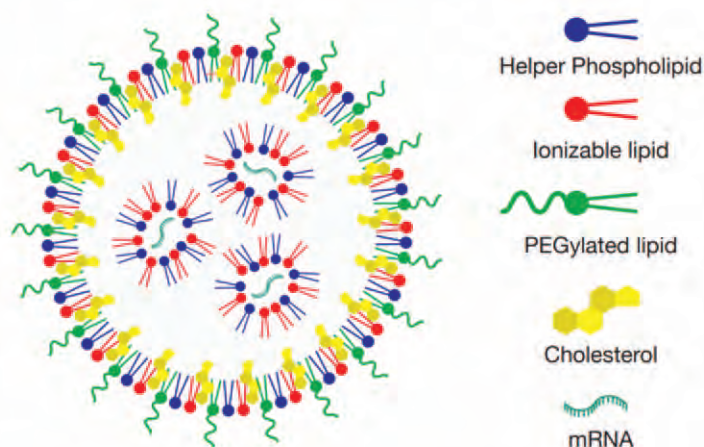 Helper Phospholipid
Ionizable lipid
PEGylated lipid
Cholesterol
mRNA